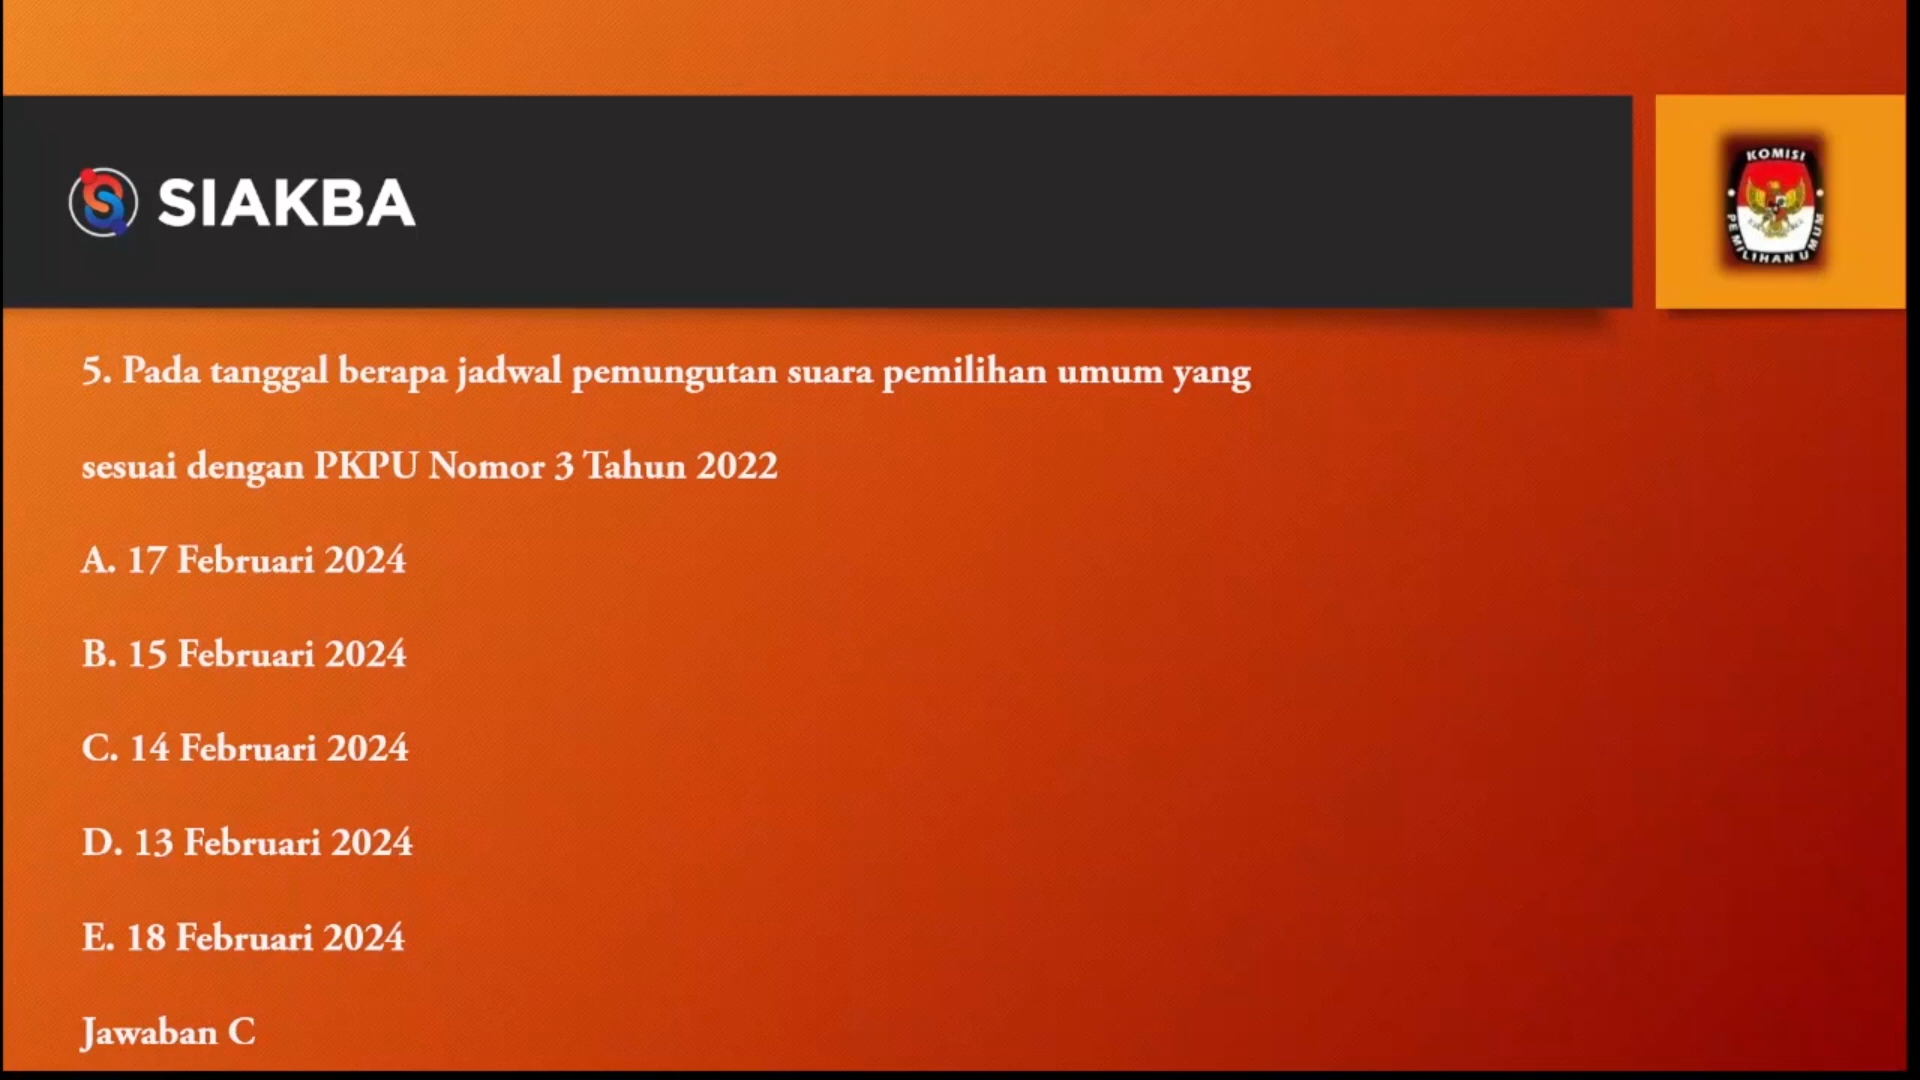 SIAKBA
KOMISI
PEMILIHAN UMUM
5. Pada tanggal berapa jadwal pemungutan suara pemilihan umum yang
sesuai dengan PKPU Nomor 3 Tahun 2022
A. 17 Februari 2024
B. 15 Februari 2024
C. 14 Februari 2024
D. 13 Februari 2024
E. 18 Februari 2024
Jawaban C